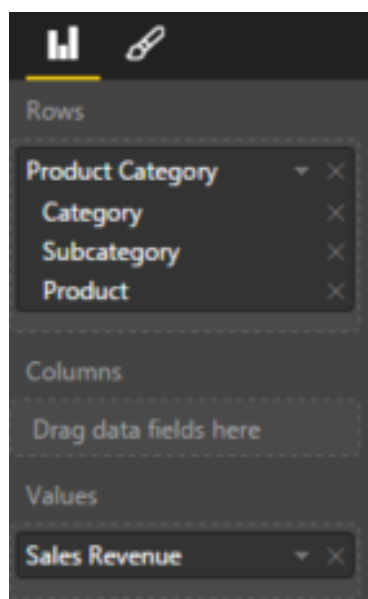 Rows
Product Category
Category
Subcategory
Product
Columns
Drag data fields here
Values
Sales Revenue